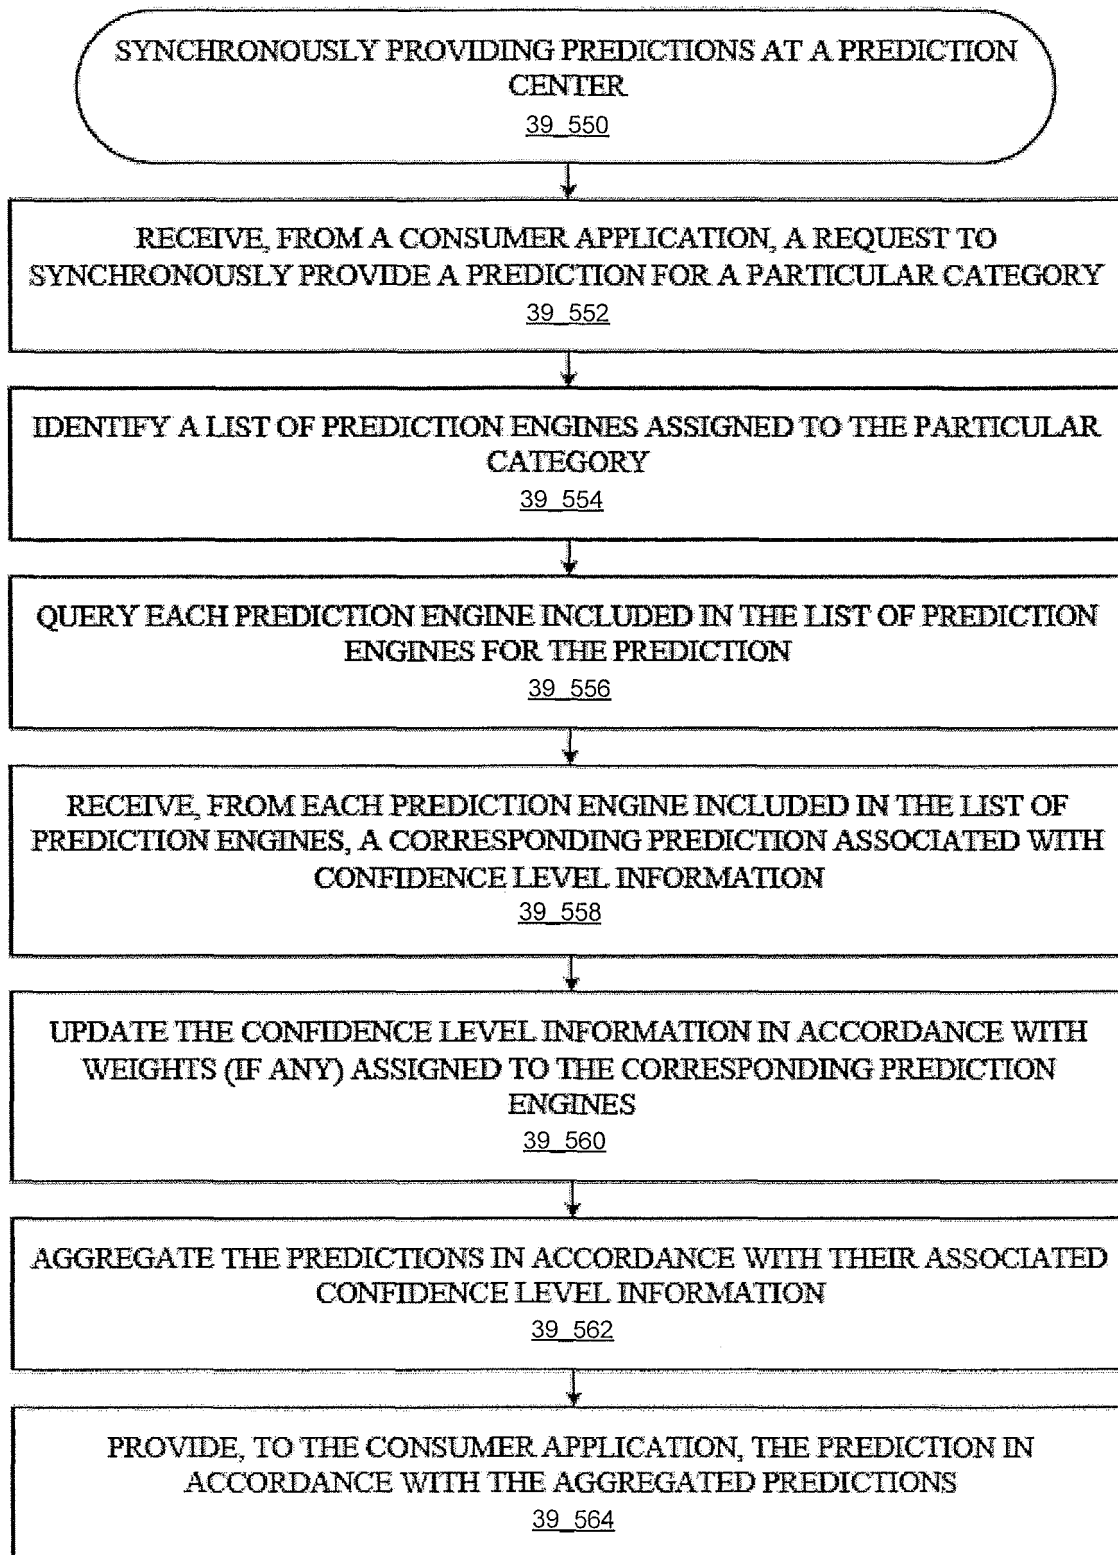 SYNCHRONOUSLY PROVIDING PREDICTIONS AT A PREDICTION
CENTER
39_550
RECEIVE, FROM A CONSUMER APPLICATION, A REQUEST TO
SYNCHRONOUSLY PROVIDE A PREDICTION FOR A PARTICULAR CATEGORY
39_552
IDENTIFY A LIST OF PREDICTION ENGINES ASSIGNED TO THE PARTICULAR
CATEGORY
39_554
QUERY EACH PREDICTION ENGINE INCLUDED IN THE LIST OF PREDICTION
ENGINES FOR THE PREDICTION
39_556
RECEIVE, FROM EACH PREDICTION ENGINE INCLUDED IN THE LIST OF
PREDICTION ENGINES, A CORRESPONDING PREDICTION ASSOCIATED WITH
CONFIDENCE LEVEL INFORMATION
39_558
UPDATE THE CONFIDENCE LEVEL INFORMATION IN ACCORDANCE WITH
WEIGHTS (IF ANY) ASSIGNED TO THE CORRESPONDING PREDICTION
ENGINES
39_560
AGGREGATE THE PREDICTIONS IN ACCORDANCE WITH THEIR ASSOCIATED
CONFIDENCE LEVEL INFORMATION
39_562
PROVIDE, TO THE CONSUMER APPLICATION, THE PREDICTION IN
ACCORDANCE WITH THE AGGREGATED PREDICTIONS
39_564